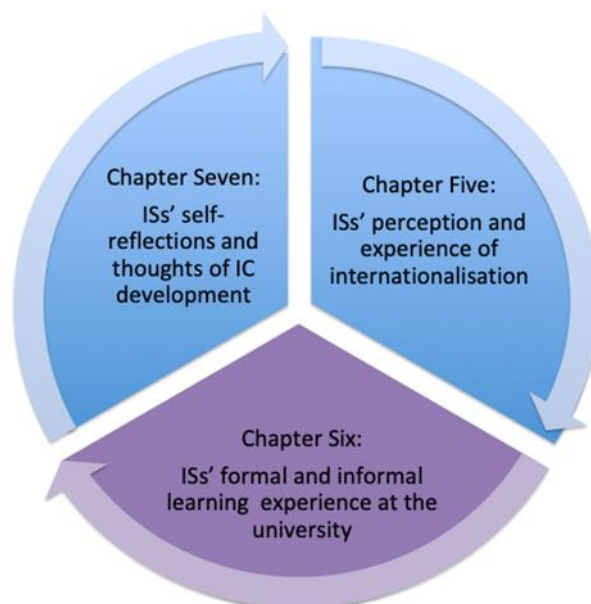 Chapter Seven:
ISs' self-
reflections and
thoughts of IC
development
Chapter Five:
ISs' perception and
experience of
internationalisation
Chapter Six:
ISs' formal and informal
learning experience at the
university